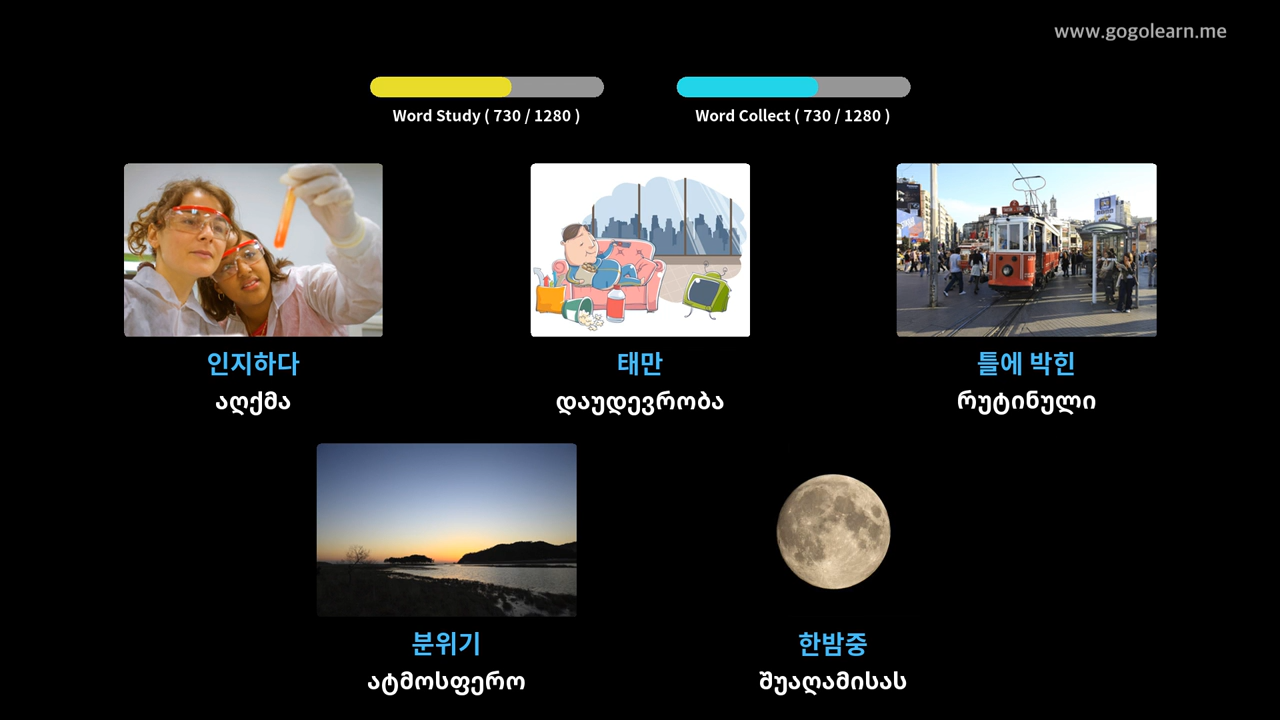 www.gogolearn.me
Word Study ( 730 / 1280 )
Word Collect ( 730 / 1280 )
인지하다
აღქმა
태만
დაუდევრობა
틀에 박힌
რუტინული
분위기
ატმოსფერო
한밤중
შუაღამისას